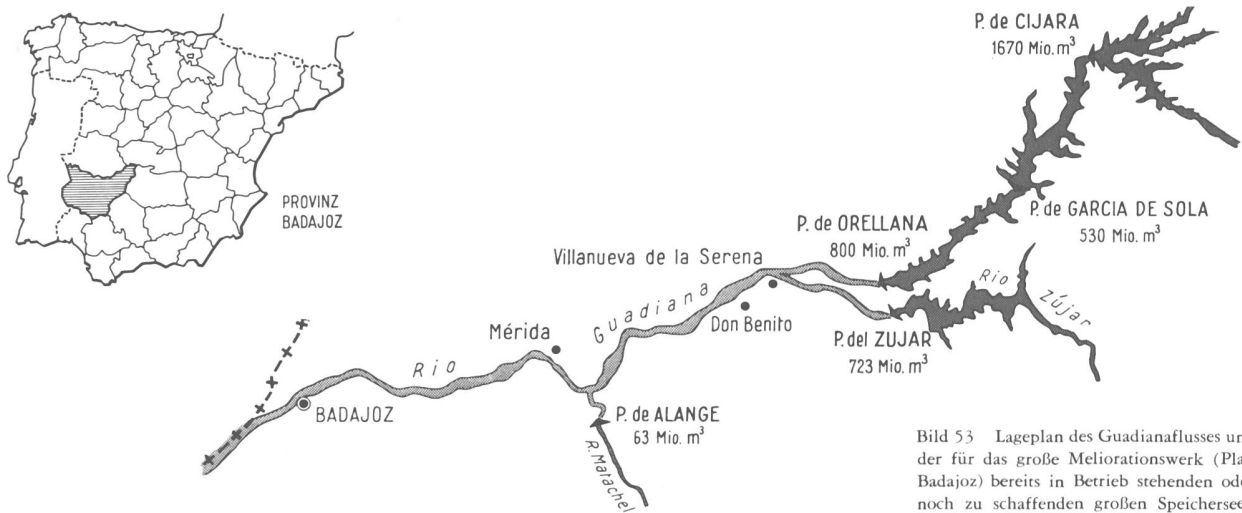 P. de CIJARA
1670 Mio. m³
PROVINZ
BADAJOZ
P. de GARCIA DE SOLA
530 Mio. m³
P. de ORELLANA
800 Mio. m³
Villanueva de la Serena
Rio Zújar
Guadiana
Don Benito
Mérida
P. del ZUJAR
723 Mio. m³
Rio
BADAJOZ
P. de ALANGE
63 Mio. m³
R. Matachel
Bild 53 Lageplan des Guadianaflusses un
der für das große Meliorationswerk (Pla
Badajoz) bereits in Betrieb stehenden ode
noch zu schaffenden großen Speichersee